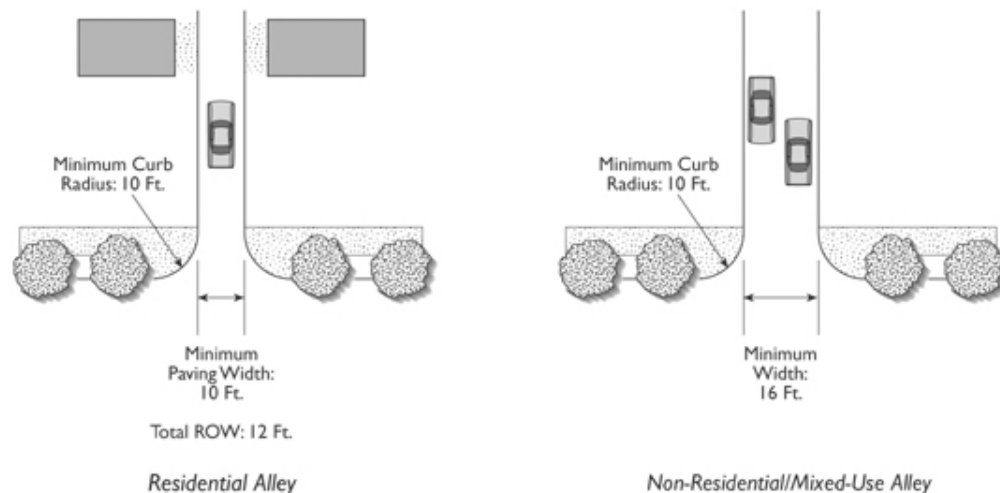 Minimum Curb
Radius: 10 Ft.
Minimum
Paving Width:
10 Ft.
Total ROW: 12 Ft.
Residential Alley
Minimum Curb
Radius: 10 Ft.
Minimum
Width:
16 Ft.
Non-Residential/Mixed-Use Alley